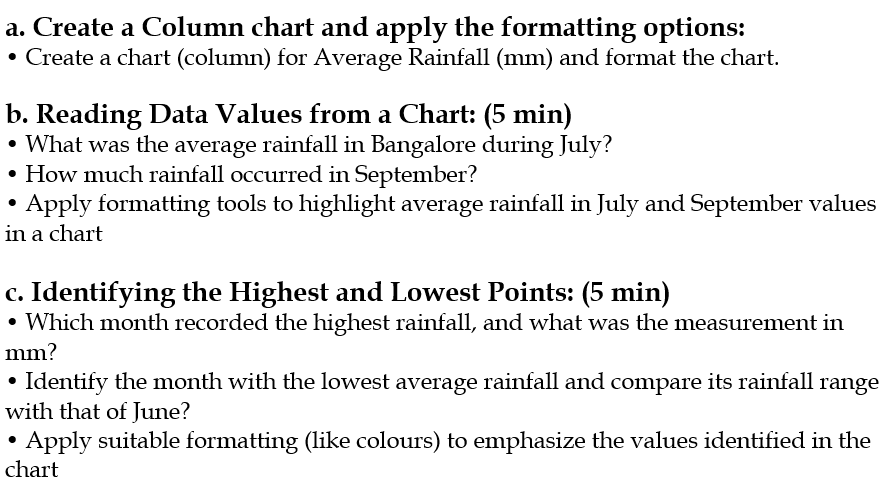 a. Create a Column chart and apply the formatting options:
• Create a chart (column) for Average Rainfall (mm) and format the chart.
b. Reading Data Values from a Chart: (5 min)
• What was the average rainfall in Bangalore during July?
• How much rainfall occurred in September?
• Apply formatting tools to highlight average rainfall in July and September values
in a chart
c. Identifying the Highest and Lowest Points: (5 min)
• Which month recorded the highest rainfall, and what was the measurement in
mm?
• Identify the month with the lowest average rainfall and compare its rainfall range
with that of June?
• Apply suitable formatting (like colours) to emphasize the values identified in the
chart